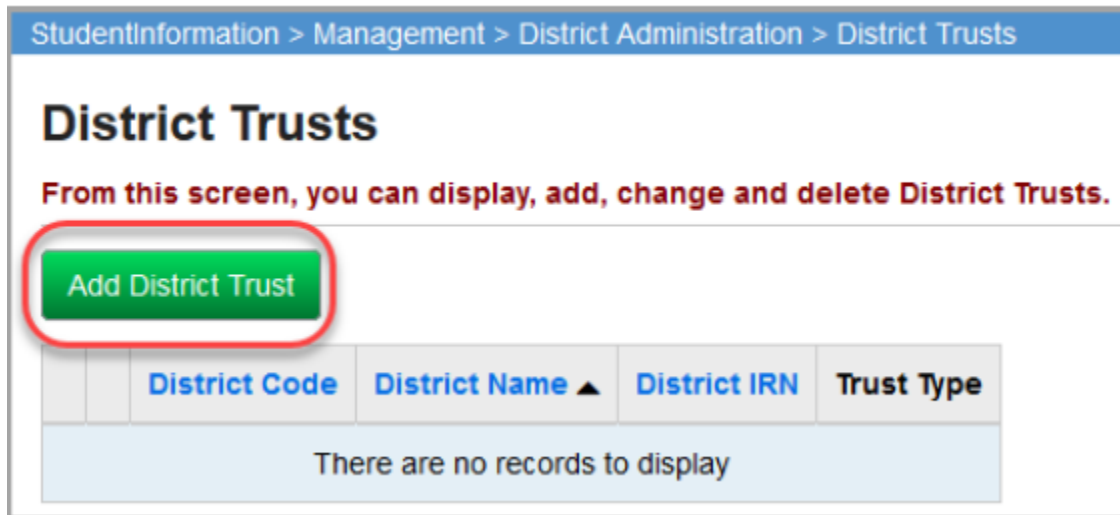 StudentInformation > Management > District Administration > District Trusts
District Trusts
From this screen, you can display, add, change and delete District Trusts.
Add District Trust
District Code District Name ▲ District IRN Trust Type
There are no records to display